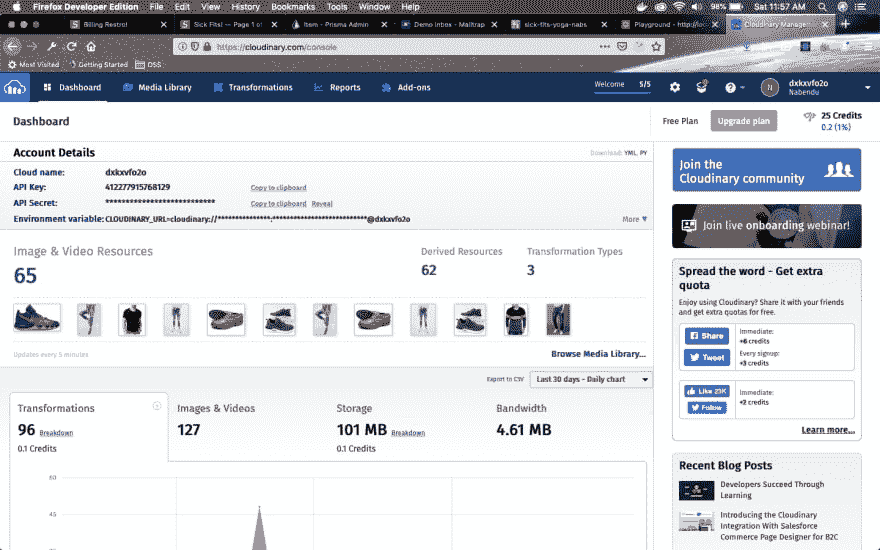 Firefox Developer Edition File Edit View History Bookmarks Tools Window Help 98% Sat 11:57 AM
Billing Restro! Sick Fits! — Page 1 of Item - Prisma Admin Demo inbox - Mailtrap sick-fits-yoga-nabs Playground - http://loc Cloudinary Manage
https://cloudinary.com/console
Most Visited Getting Started OSS
Dashboard Media Library Transformations Reports Add-ons Welcome 5/5 N dxkxvfo2o
Nabendu
Dashboard Free Plan Upgrade plan 25 Credits
0.2 (1%)
Account Details Download: YML, PY
Cloud name: dxkxvfo2o
API Key: 412277915768129 Copy to clipboard
API Secret: *************************** Copy to clipboard Reveal
Environment variable: CLOUDINARY_URL=cloudinary://***************:***************************@dxkxvfo2o More
Image & Video Resources
65
Derived Resources
62
Transformation Types
3
Updates every 5 minutes Browse Media Library...
Export to CSV Last 30 days - Daily chart
Transformations
96 Breakdown
0.1 Credits
Images & Videos
127
Storage
101 MB Breakdown
0.1 Credits
Bandwidth
4.61 MB
60
45
30
Join the
Cloudinary community
Join live onboarding webinar!
Spread the word - Get extra
quota
Enjoy using Cloudinary? Share it with your friends
and get extra quotas for free.
Share
Tweet
Immediate:
+6 credits
Every signup:
+3 credits
Like 21K
Follow
Immediate:
+2 credits
Learn more...
Recent Blog Posts
Developers Succeed Through
Learning
Introducing the Cloudinary
Integration With Salesforce
Commerce Page Designer for B2C